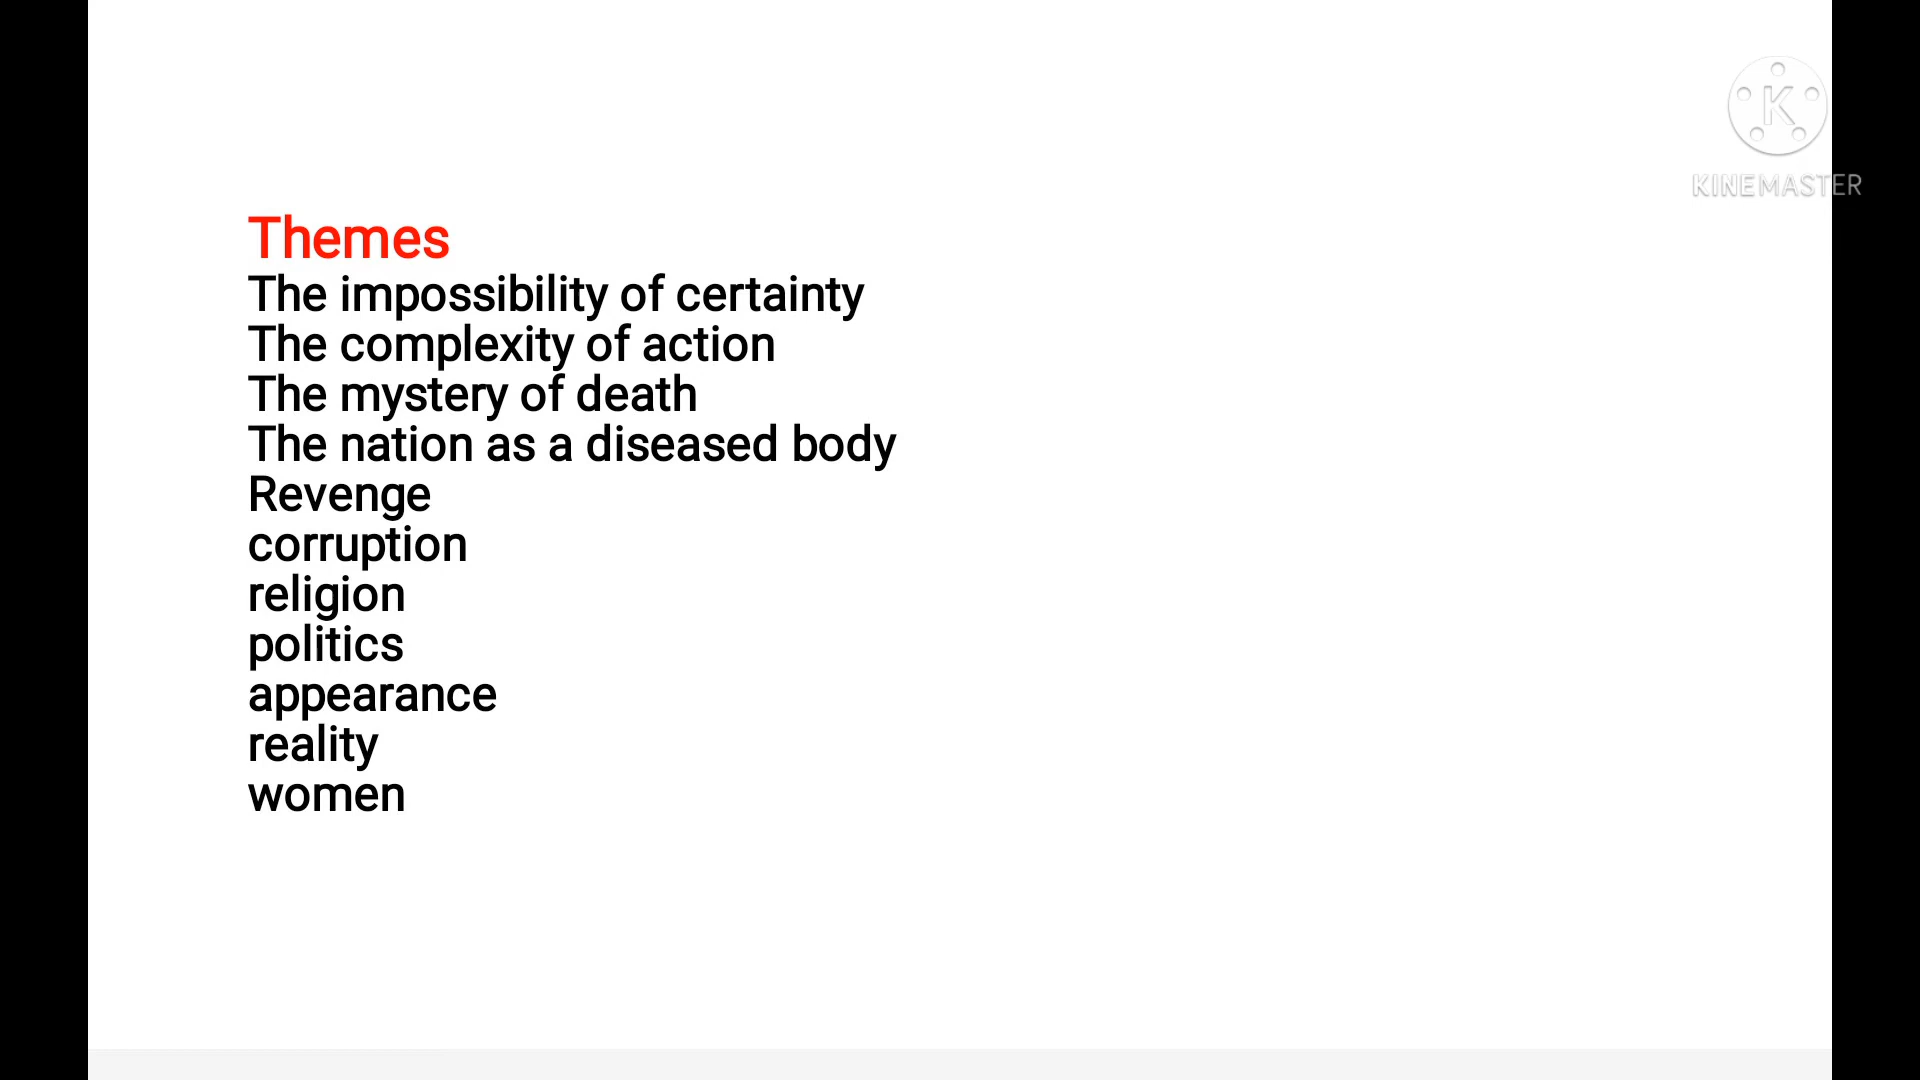 K
KINEMASTER
Themes
The impossibility of certainty
The complexity of action
The mystery of death
The nation as a diseased body
Revenge
corruption
religion
politics
appearance
reality
women